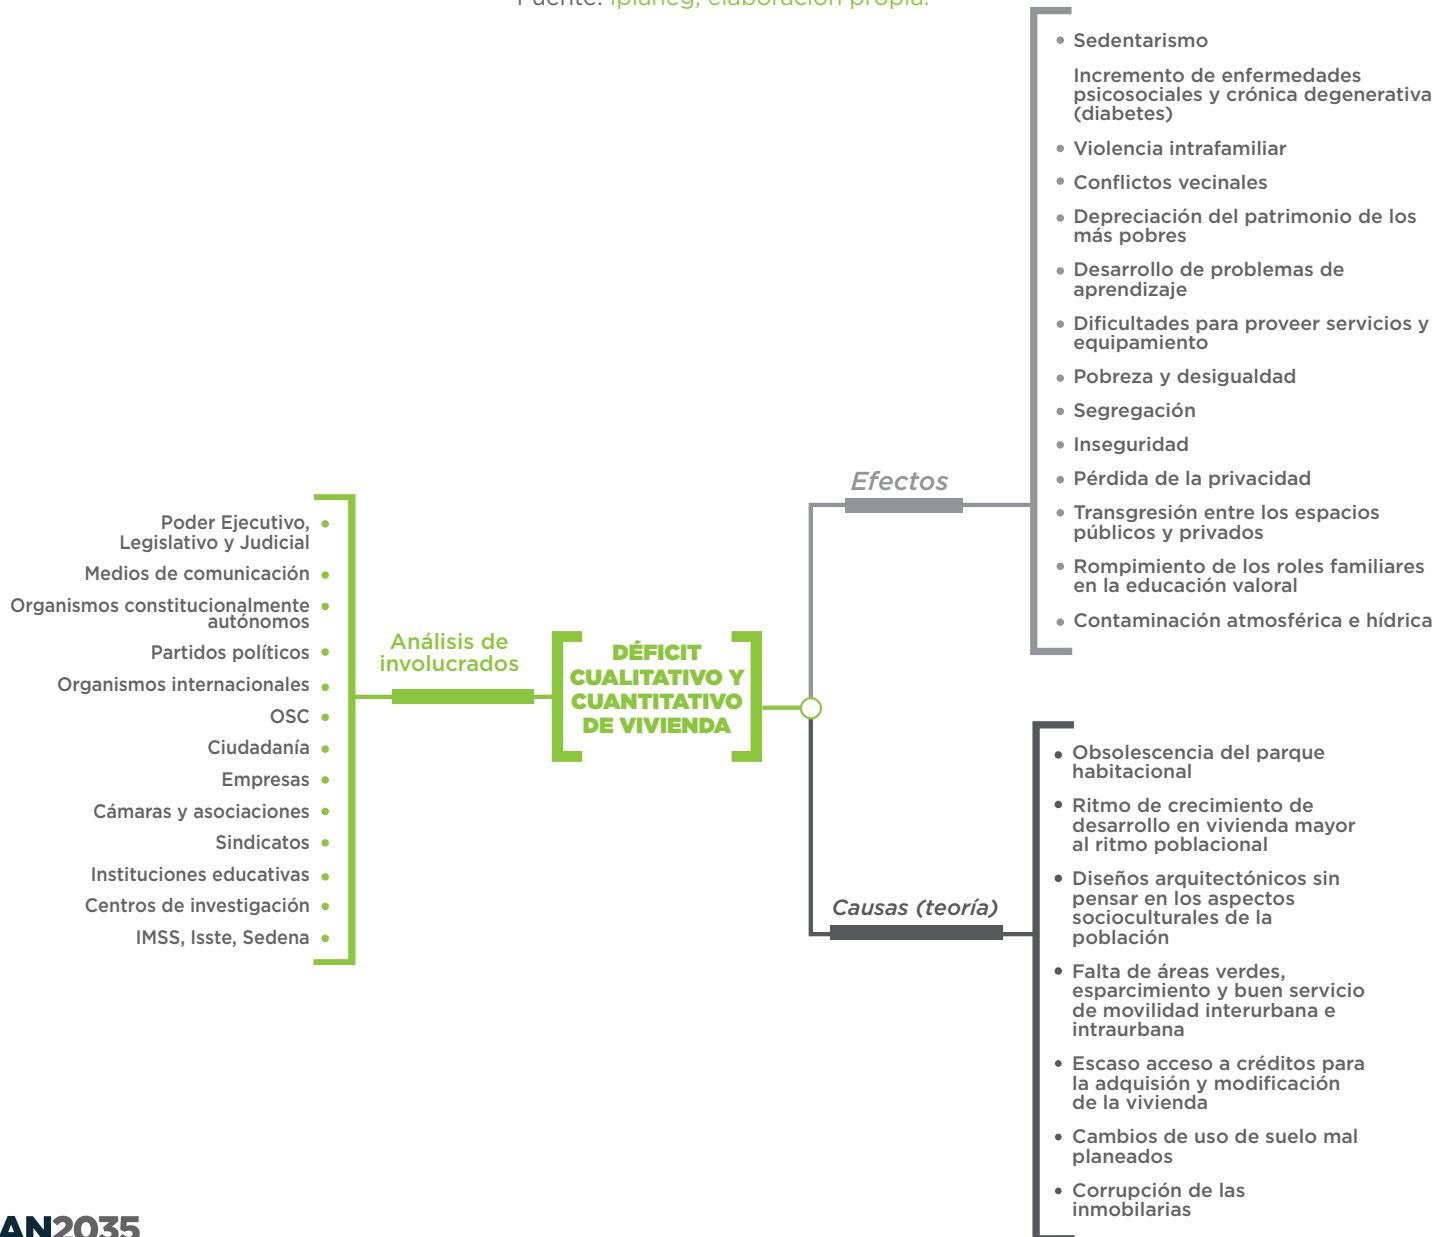 Fuente: Iplaneg, elaboración propia.
Sedentarismo
Incremento de enfermedades
psicosociales y crónica degenerativa
(diabetes)
Violencia intrafamiliar
Conflictos vecinales
Depreciación del patrimonio de los
más pobres
Desarrollo de problemas de
aprendizaje
Dificultades para proveer servicios y
equipamiento
Pobreza y desigualdad
Segregación
Inseguridad
Pérdida de la privacidad
Transgresión entre los espacios
públicos y privados
Rompimiento de los roles familiares
en la educación valoral
Contaminación atmosférica e hídrica
Efectos
Poder Ejecutivo,
Legislativo y Judicial
Medios de comunicación
Organismos constitucionalmente
autónomos
Partidos políticos
Organismos internacionales
OSC
Ciudadanía
Empresas
Cámaras y asociaciones
Sindicatos
Instituciones educativas
Centros de investigación
IMSS, Isste, Sedena
Análisis de
involucrados
DÉFICIT
CUALITATIVO Y
CUANTITATIVO
DE VIVIENDA
Causas (teoría)
Obsolescencia del parque
habitacional
Ritmo de crecimiento de
desarrollo en vivienda mayor
al ritmo poblacional
Diseños arquitectónicos sin
pensar en los aspectos
socioculturales de la
población
Falta de áreas verdes,
esparcimiento y buen servicio
de movilidad interurbana e
intraurbana
Escaso acceso a créditos para
la adquisión y modificación
de la vivienda
Cambios de uso de suelo mal
planeados
Corrupción de las
inmobilarias
AN2035